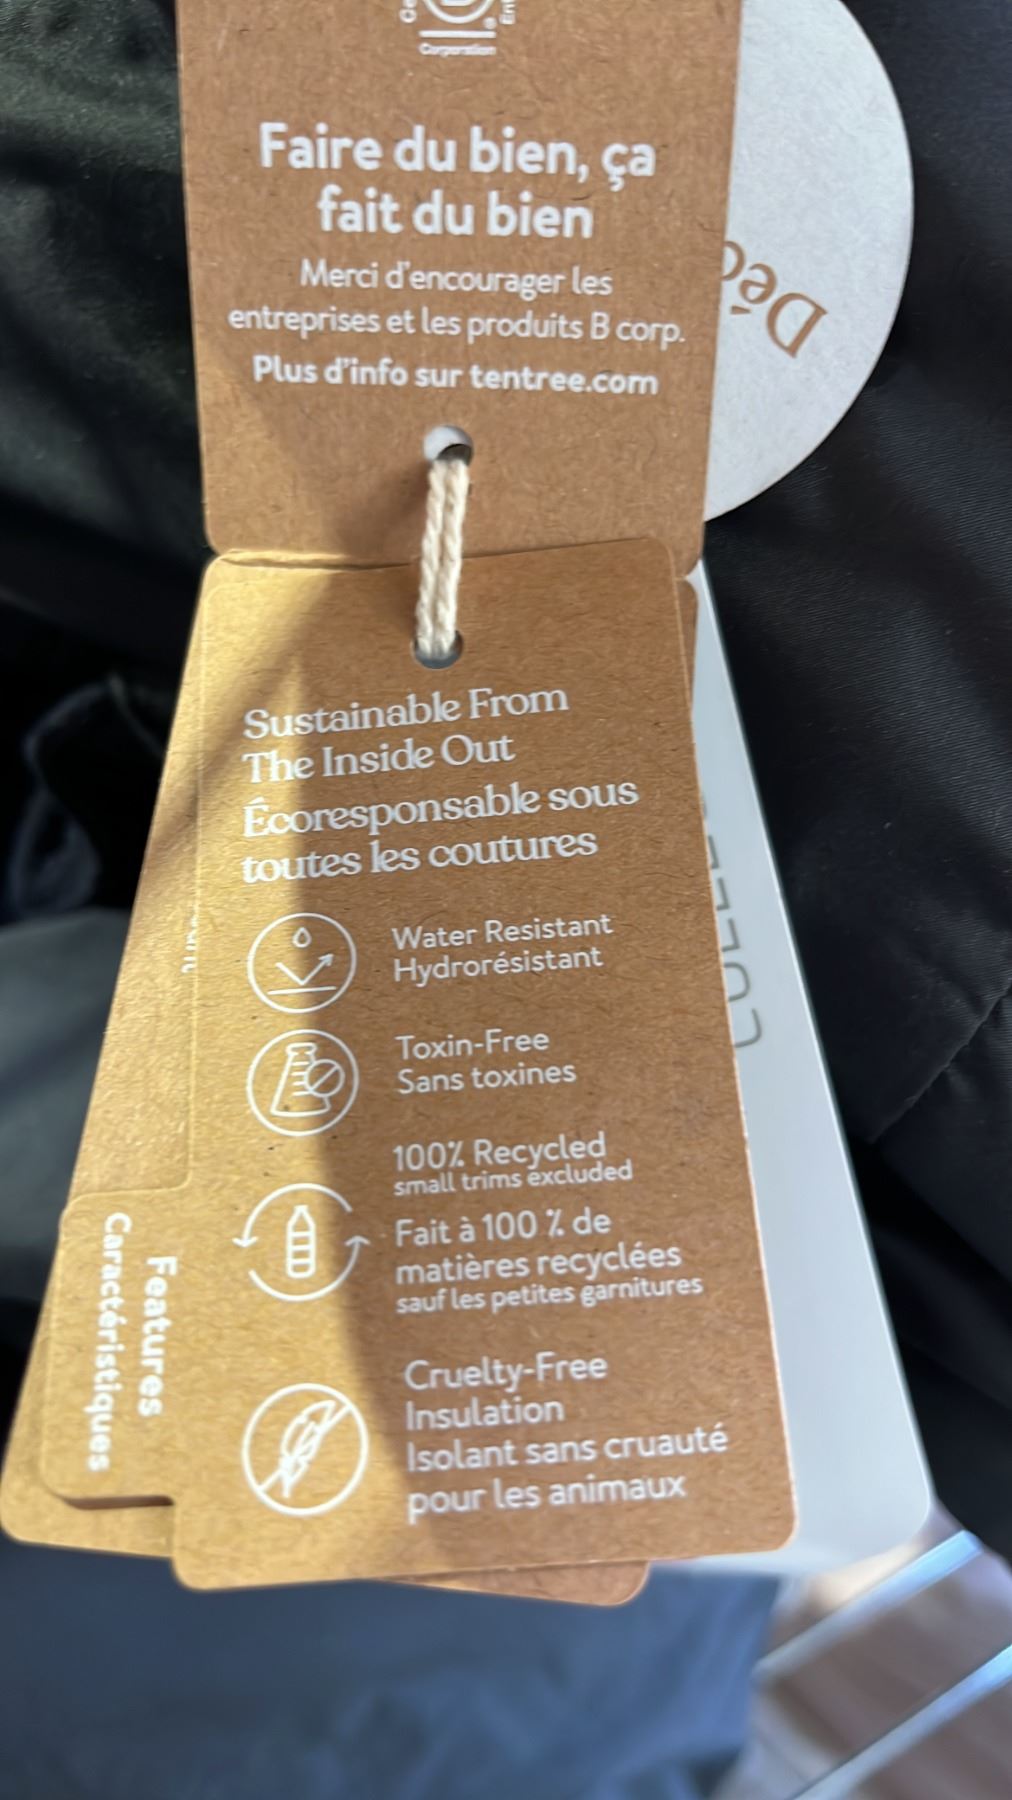 Corporation
Faire du bien, ça
fait du bien
Merci d'encourager les
entreprises et les produits B corp.
Plus d'info sur tentree.com
Sustainable From
The Inside Out
Écoresponsable sous
toutes les coutures
Water Resistant
Hydrorésistant
Toxin-Free
Sans toxines
100% Recycled
small trims excluded
Fait à 100 % de
matières recyclées
sauf les petites garnitures
Cruelty-Free
Insulation
Isolant sans cruauté
pour les animaux
Features
Caractéristiques